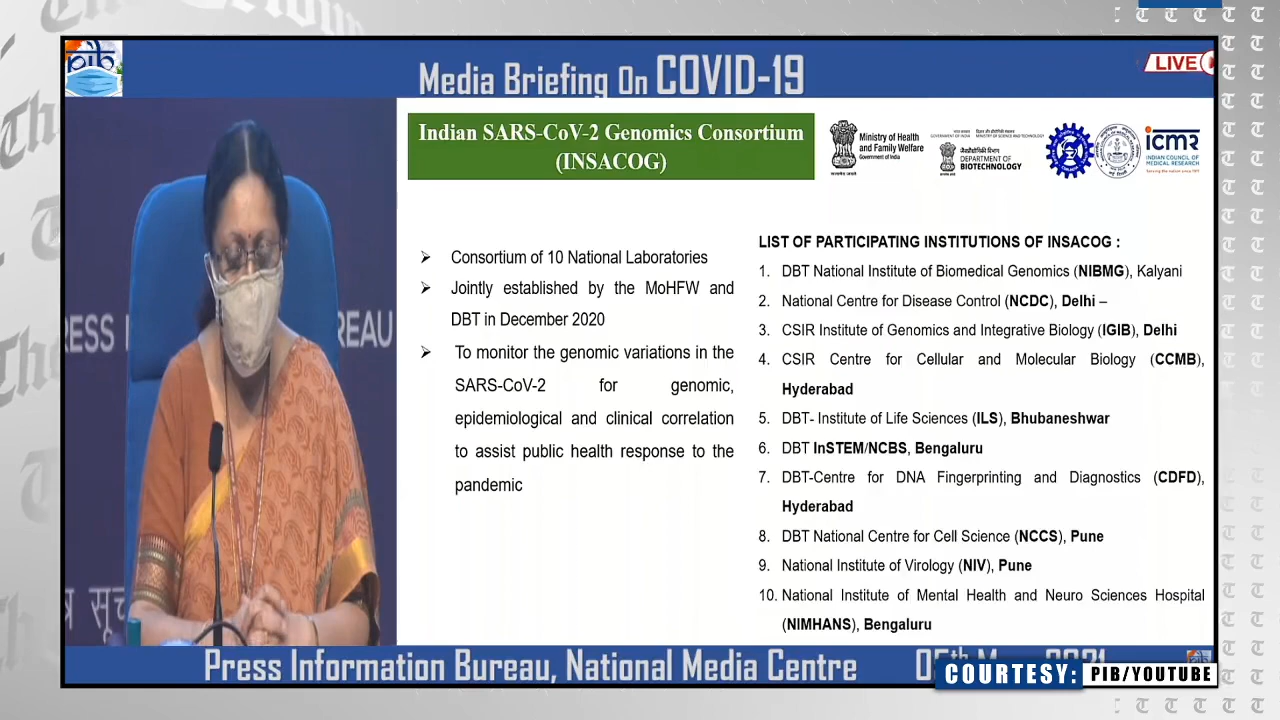 Media Briefing On COVID-19
LIVE
Indian SARS-CoV-2 Genomics Consortium
(INSACOG)
Ministry of Health
and Family Welfare
Government of India
DEPARTMENT OF
BIOTECHNOLOGY
icmr
INDIAN COUNCIL OF
MEDICAL RESEARCH
➢ Consortium of 10 National Laboratories
➢ Jointly established by the MoHFW and
DBT in December 2020
➢ To monitor the genomic variations in the
SARS-CoV-2 for genomic,
epidemiological and clinical correlation
to assist public health response to the
pandemic
LIST OF PARTICIPATING INSTITUTIONS OF INSACOG :
1. DBT National Institute of Biomedical Genomics (NIBMG), Kalyani
2. National Centre for Disease Control (NCDC), Delhi –
3. CSIR Institute of Genomics and Integrative Biology (IGIB), Delhi
4. CSIR Centre for Cellular and Molecular Biology (CCMB),
Hyderabad
5. DBT- Institute of Life Sciences (ILS), Bhubaneshwar
6. DBT InSTEM/NCBS, Bengaluru
7. DBT-Centre for DNA Fingerprinting and Diagnostics (CDFD),
Hyderabad
8. DBT National Centre for Cell Science (NCCS), Pune
9. National Institute of Virology (NIV), Pune
10. National Institute of Mental Health and Neuro Sciences Hospital
(NIMHANS), Bengaluru
Press Information Bureau, National Media Centre
COURTESY: PIB/YOUTUBE